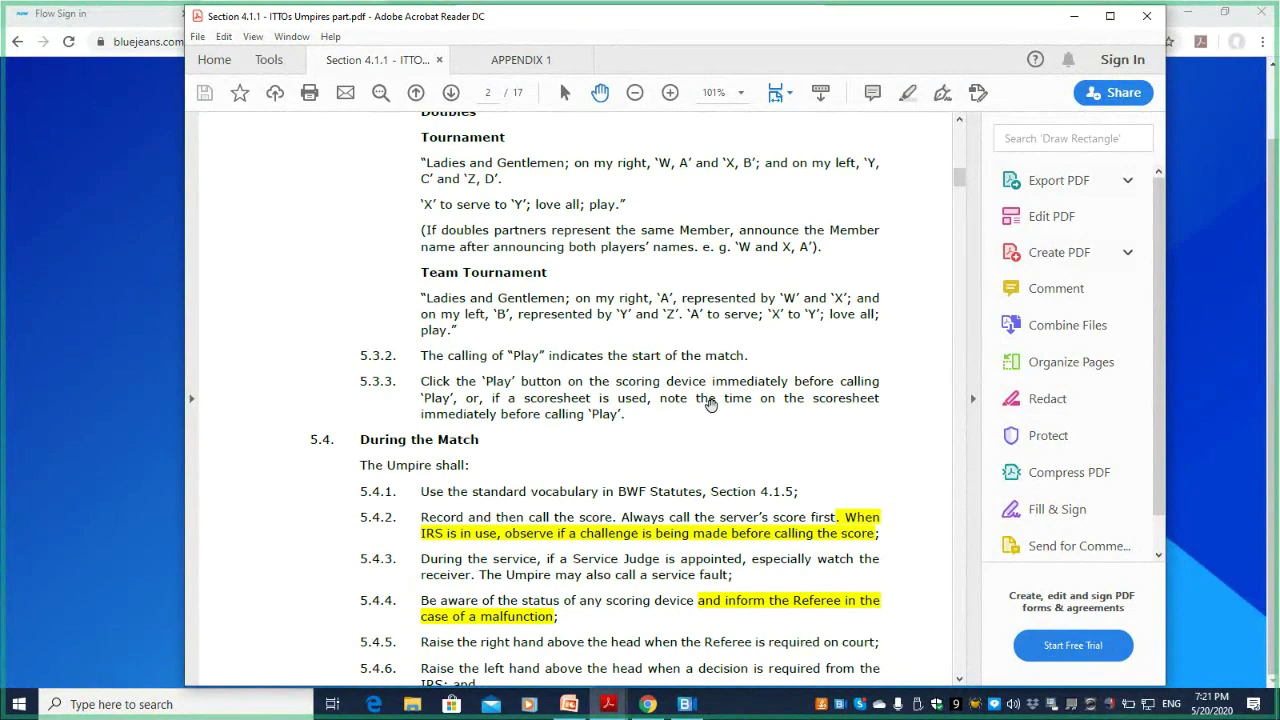 Flow Sign in
bluejeans.com
Section 4.1.1 - ITTOs Umpires part.pdf - Adobe Acrobat Reader DC
File Edit View Window Help
Home Tools Section 4.1.1 - ITTO... × APPENDIX 1 Sign In
2 / 17 101% Share
Doubles
Tournament
“Ladies and Gentlemen; on my right, ‘W, A’ and ‘X, B’; and on my left, ‘Y,
C’ and ‘Z, D’.
‘X’ to serve to ‘Y’; love all; play.”
(If doubles partners represent the same Member, announce the Member
name after announcing both players’ names. e. g. ‘W and X, A’).
Team Tournament
“Ladies and Gentlemen; on my right, ‘A’, represented by ‘W’ and ‘X’; and
on my left, ‘B’, represented by ‘Y’ and ‘Z’. ‘A’ to serve; ‘X’ to ‘Y’; love all;
play.”
5.3.2. The calling of “Play” indicates the start of the match.
5.3.3. Click the ‘Play’ button on the scoring device immediately before calling
‘Play’, or, if a scoresheet is used, note the time on the scoresheet
immediately before calling ‘Play’.
5.4. During the Match
The Umpire shall:
5.4.1. Use the standard vocabulary in BWF Statutes, Section 4.1.5;
5.4.2. Record and then call the score. Always call the server’s score first. When
IRS is in use, observe if a challenge is being made before calling the score;
5.4.3. During the service, if a Service Judge is appointed, especially watch the
receiver. The Umpire may also call a service fault;
5.4.4. Be aware of the status of any scoring device and inform the Referee in the
case of a malfunction;
5.4.5. Raise the right hand above the head when the Referee is required on court;
5.4.6. Raise the left hand above the head when a decision is required from the
IRS; and
Search 'Draw Rectangle'
Export PDF
Edit PDF
Create PDF
Comment
Combine Files
Organize Pages
Redact
Protect
Compress PDF
Fill & Sign
Send for Comme...
Create, edit and sign PDF
forms & agreements
Start Free Trial
Type here to search
ENG
7:21 PM
5/20/2020